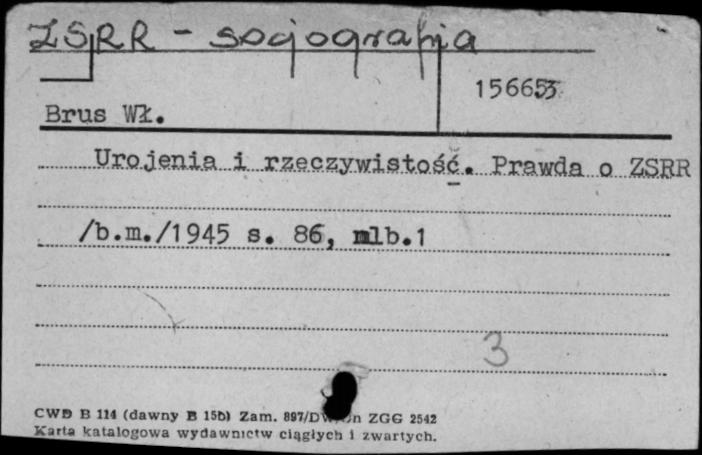 ZSRR - socjografia
156653
Brus Wł.
Urojenia i rzeczywistość. Prawda o ZSRR
/b.m./1945 s. 86, mlb.1
3
CWD B 114 (dawny B 15b) Zam. 897/ ZGG 2542
Karta katalogowa wydawnictw ciągłych i zwartych.